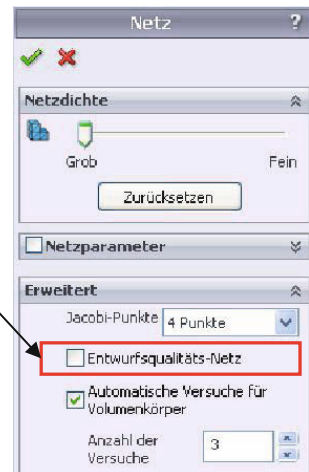 Netz ?
Netzdichte
Grob Fein
Zurücksetzen
Netzparameter
Erweitert
Jacobi-Punkte 4 Punkte
Entwurfsqualitäts-Netz
Automatische Versuche für
Volumenkörper
Anzahl der 3
Versuche